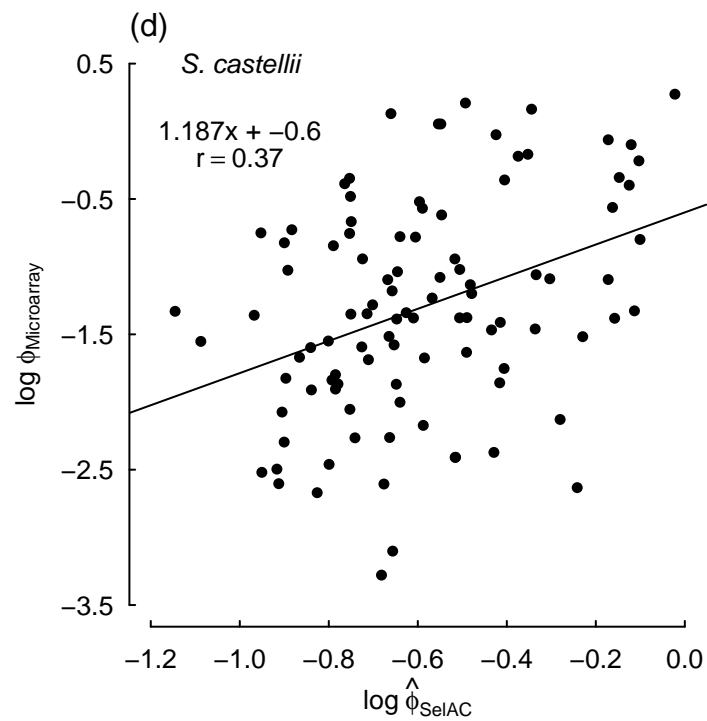 (d)
S. castellii
1.187x + −0.6
r = 0.37
0.5
−0.5
−1.5
−2.5
−3.5
log ϕMicroarray
−1.2 −1.0 −0.8 −0.6 −0.4 −0.2 0.0
log ϕ̂SelAC